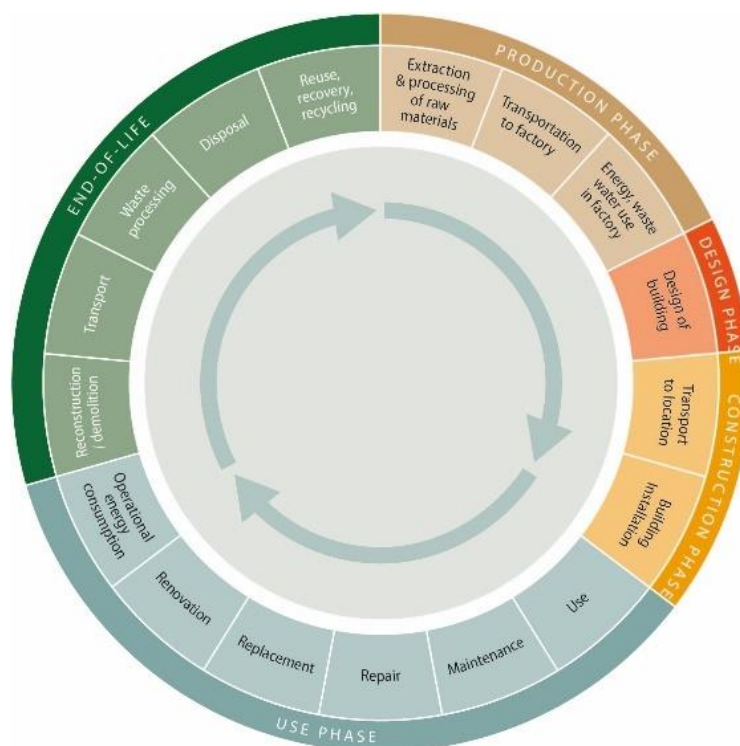 PRODUCTION PHASE
Extraction
& processing
of raw
materials
Transportation
to factory
Energy, waste
water use
in factory
DESIGN PHASE
Design of
building
CONSTRUCTION PHASE
Transport
to location
Building
Installation
USE PHASE
Use
Maintenance
Repair
Replacement
Renovation
Operational
energy
consumption
END-OF-LIFE
Reconstruction
/ demolition
Transport
Waste
processing
Disposal
Reuse,
recovery,
recycling